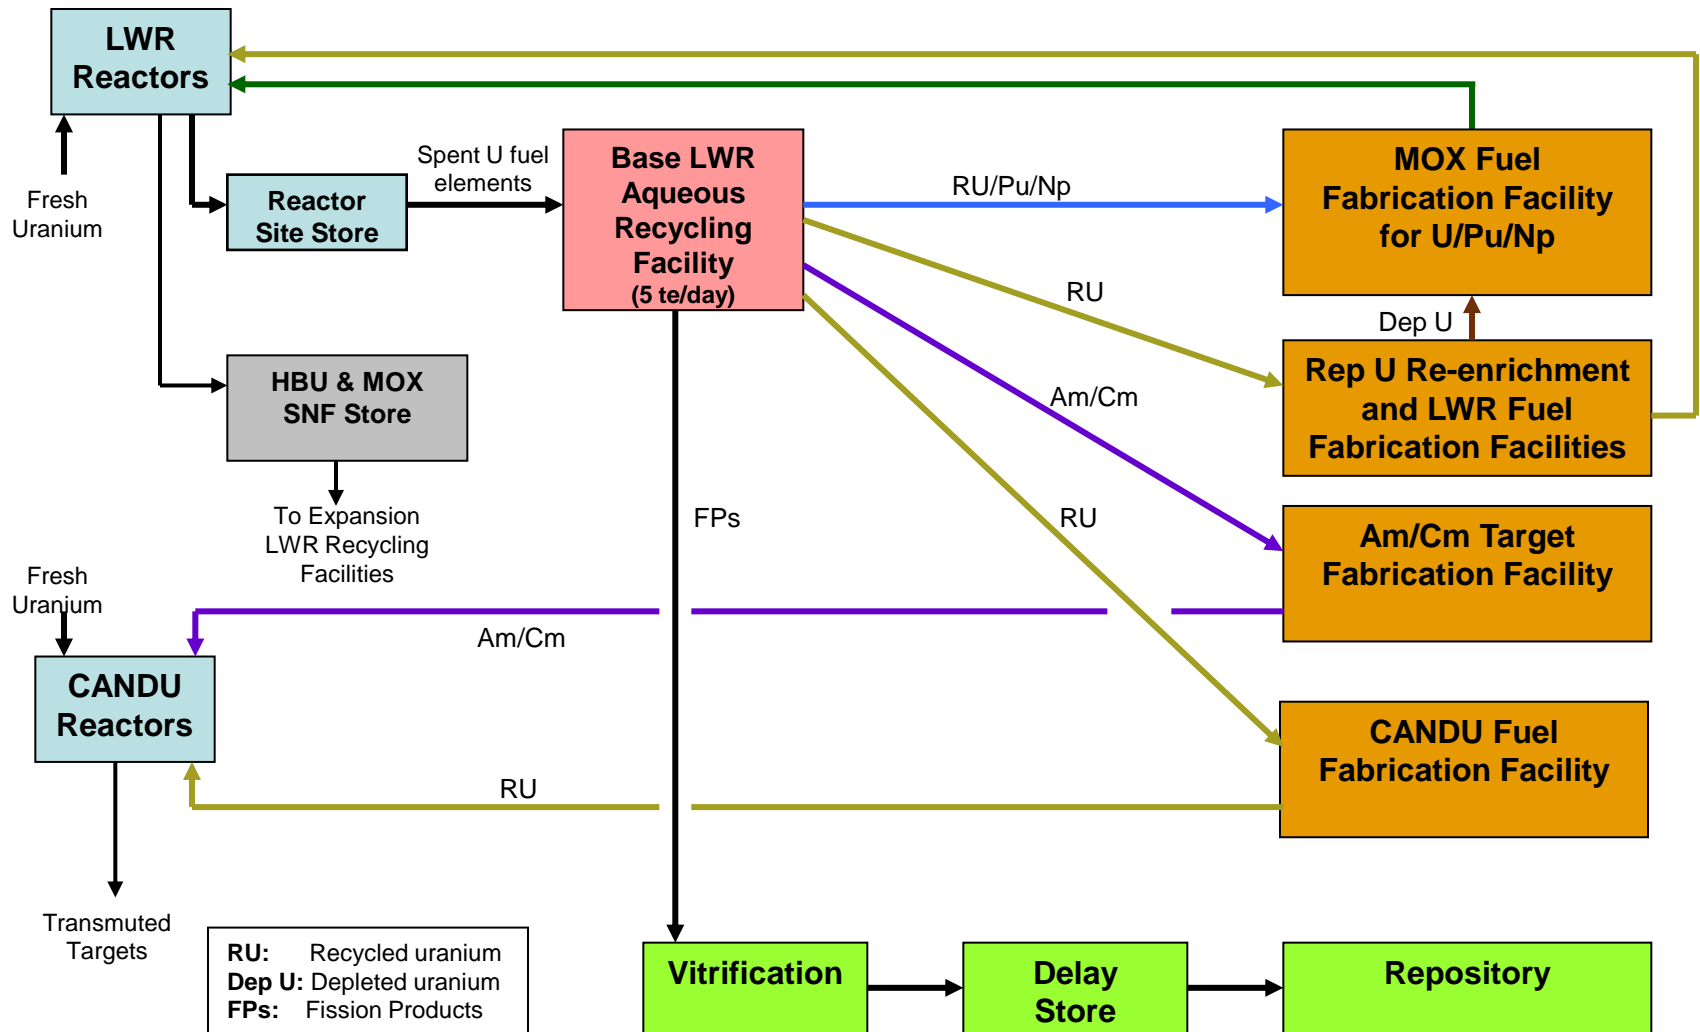 LWR
Reactors
Fresh
Uranium
Reactor
Site Store
Spent U fuel
elements
Base LWR
Aqueous
Recycling
Facility
(5 te/day)
RU/Pu/Np
MOX Fuel
Fabrication Facility
for U/Pu/Np
RU
Dep U
Rep U Re-enrichment
and LWR Fuel
Fabrication Facilities
Am/Cm
HBU & MOX
SNF Store
To Expansion
LWR Recycling
Facilities
FPs
RU
Am/Cm Target
Fabrication Facility
Fresh
Uranium
Am/Cm
CANDU
Reactors
CANDU Fuel
Fabrication Facility
RU
Transmuted
Targets
RU: Recycled uranium
Dep U: Depleted uranium
FPs: Fission Products
Vitrification
Delay
Store
Repository